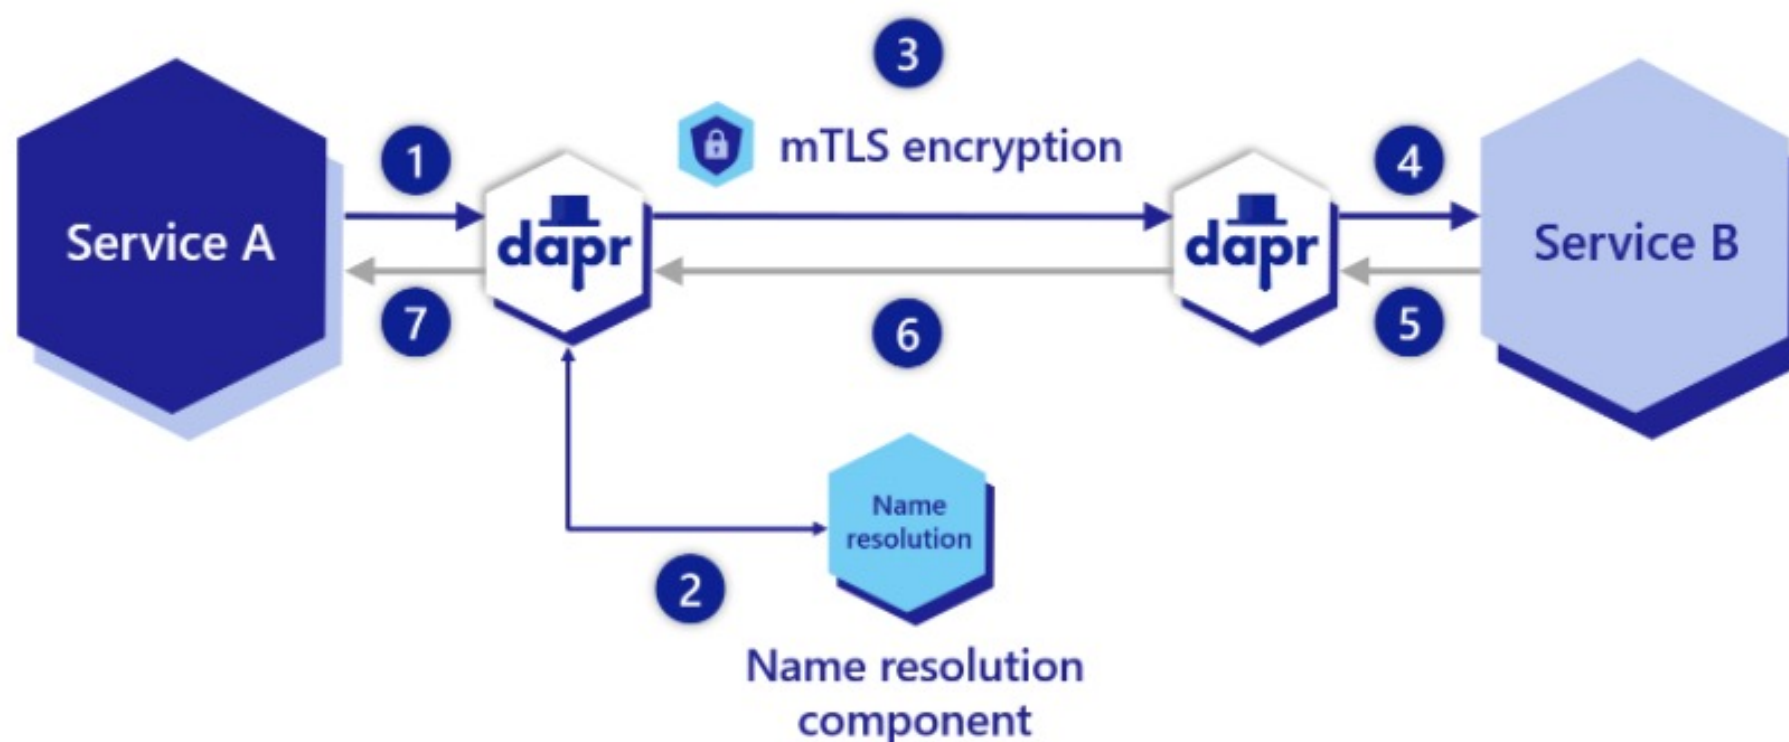 3
mTLS encryption
1
4
Service A
dapr
dapr
Service B
7
6
5
Name
resolution
2
Name resolution
component